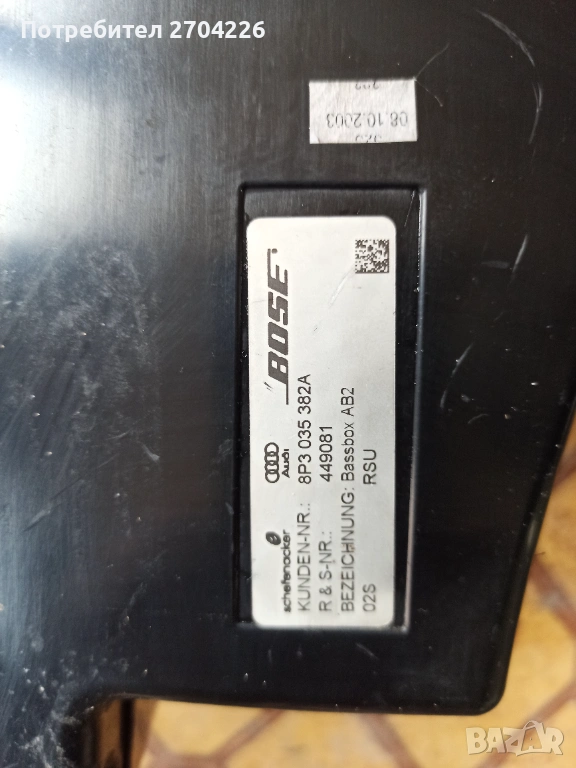 Потребител 2704226
08.10.2003
schefenacker Audi BOSE
KUNDEN-NR.: 8P3 035 382A
R & S-NR.: 449081
BEZEICHNUNG: Bassbox AB2
02S RSU
BAZAR